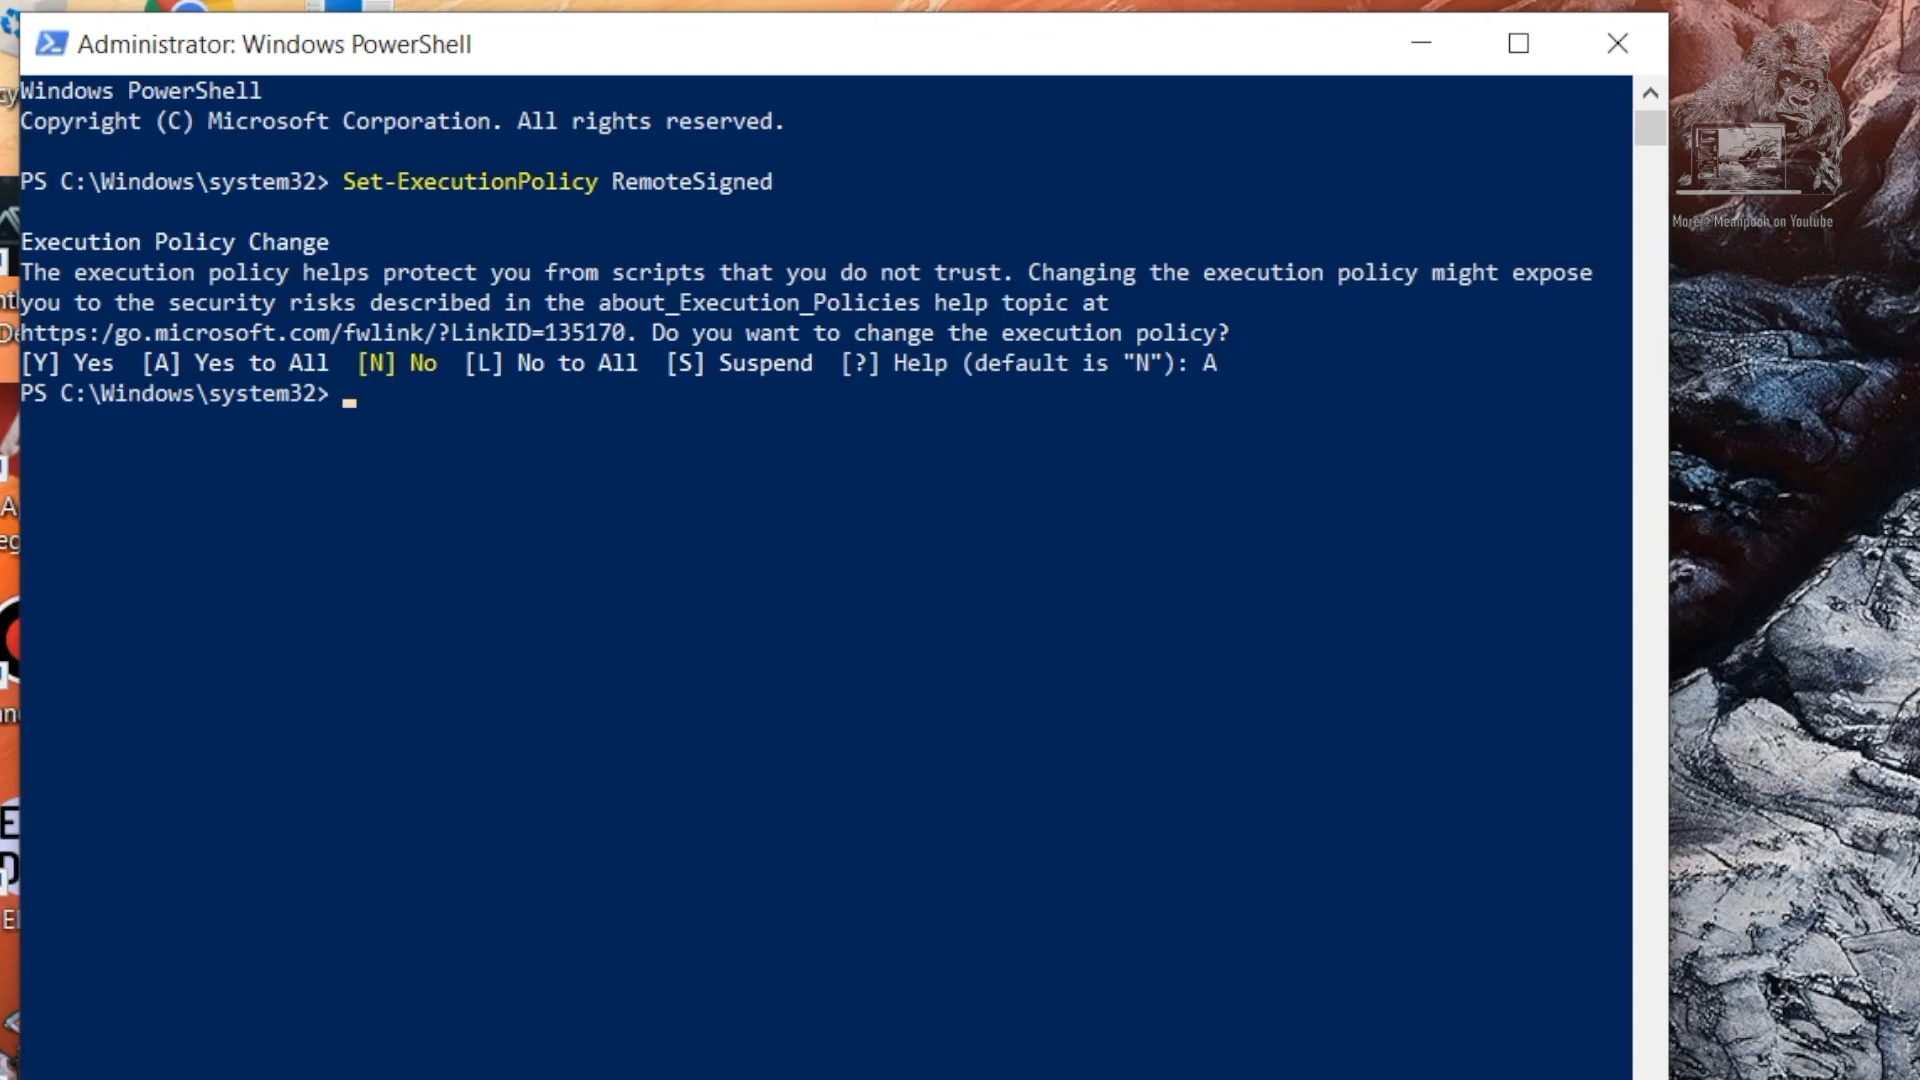 Administrator: Windows PowerShell
Windows PowerShell
Copyright (C) Microsoft Corporation. All rights reserved.
PS C:\Windows\system32> Set-ExecutionPolicy RemoteSigned
Execution Policy Change
The execution policy helps protect you from scripts that you do not trust. Changing the execution policy might expose
you to the security risks described in the about_Execution_Policies help topic at
https:/go.microsoft.com/fwlink/?LinkID=135170. Do you want to change the execution policy?
[Y] Yes  [A] Yes to All  [N] No  [L] No to All  [S] Suspend  [?] Help (default is "N"): A
PS C:\Windows\system32>
More @ Meanpooh on Youtube